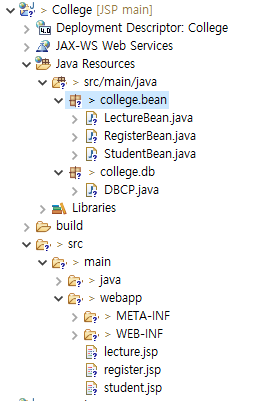 > College [JSP main]
Deployment Descriptor: College
JAX-WS Web Services
Java Resources
> src/main/java
> college.bean
LectureBean.java
RegisterBean.java
StudentBean.java
> college.db
DBCP.java
Libraries
build
> src
> main
> java
> webapp
> META-INF
> WEB-INF
lecture.jsp
register.jsp
student.jsp